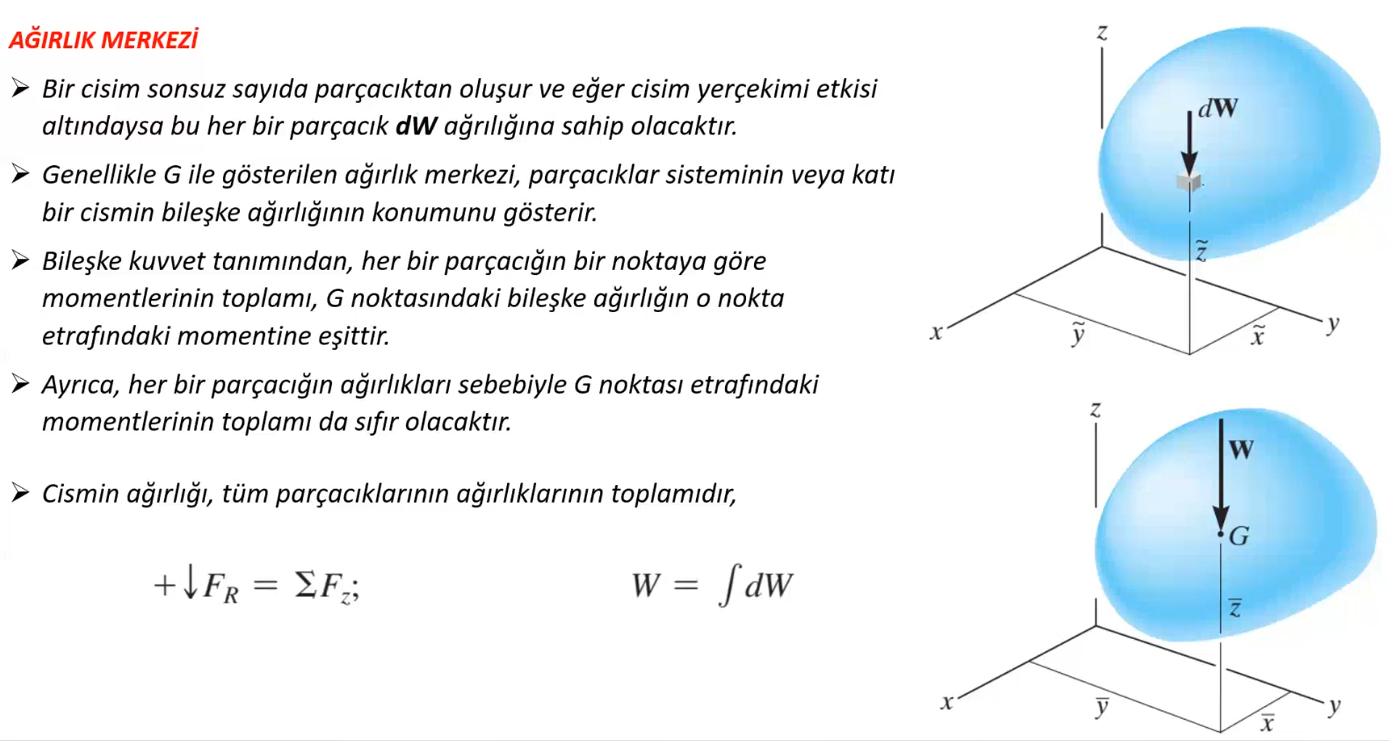 AĞIRLIK MERKEZİ
➢ Bir cisim sonsuz sayıda parçacıktan oluşur ve eğer cisim yerçekimi etkisi
altındaysa bu her bir parçacık dW ağrılığına sahip olacaktır.
➢ Genellikle G ile gösterilen ağırlık merkezi, parçacıklar sisteminin veya katı
bir cismin bileşke ağırlığının konumunu gösterir.
➢ Bileşke kuvvet tanımından, her bir parçacığın bir noktaya göre
momentlerinin toplamı, G noktasındaki bileşke ağırlığın o nokta
etrafındaki momentine eşittir.
➢ Ayrıca, her bir parçacığın ağırlıkları sebebiyle G noktası etrafındaki
momentlerinin toplamı da sıfır olacaktır.
➢ Cismin ağırlığı, tüm parçacıklarının ağırlıklarının toplamıdır,
+↓F_R = ΣF_z; W = ∫dW
z
dW
z̃
x
ỹ
x̃
y
z
W
G
z̅
x
y̅
x̅
y